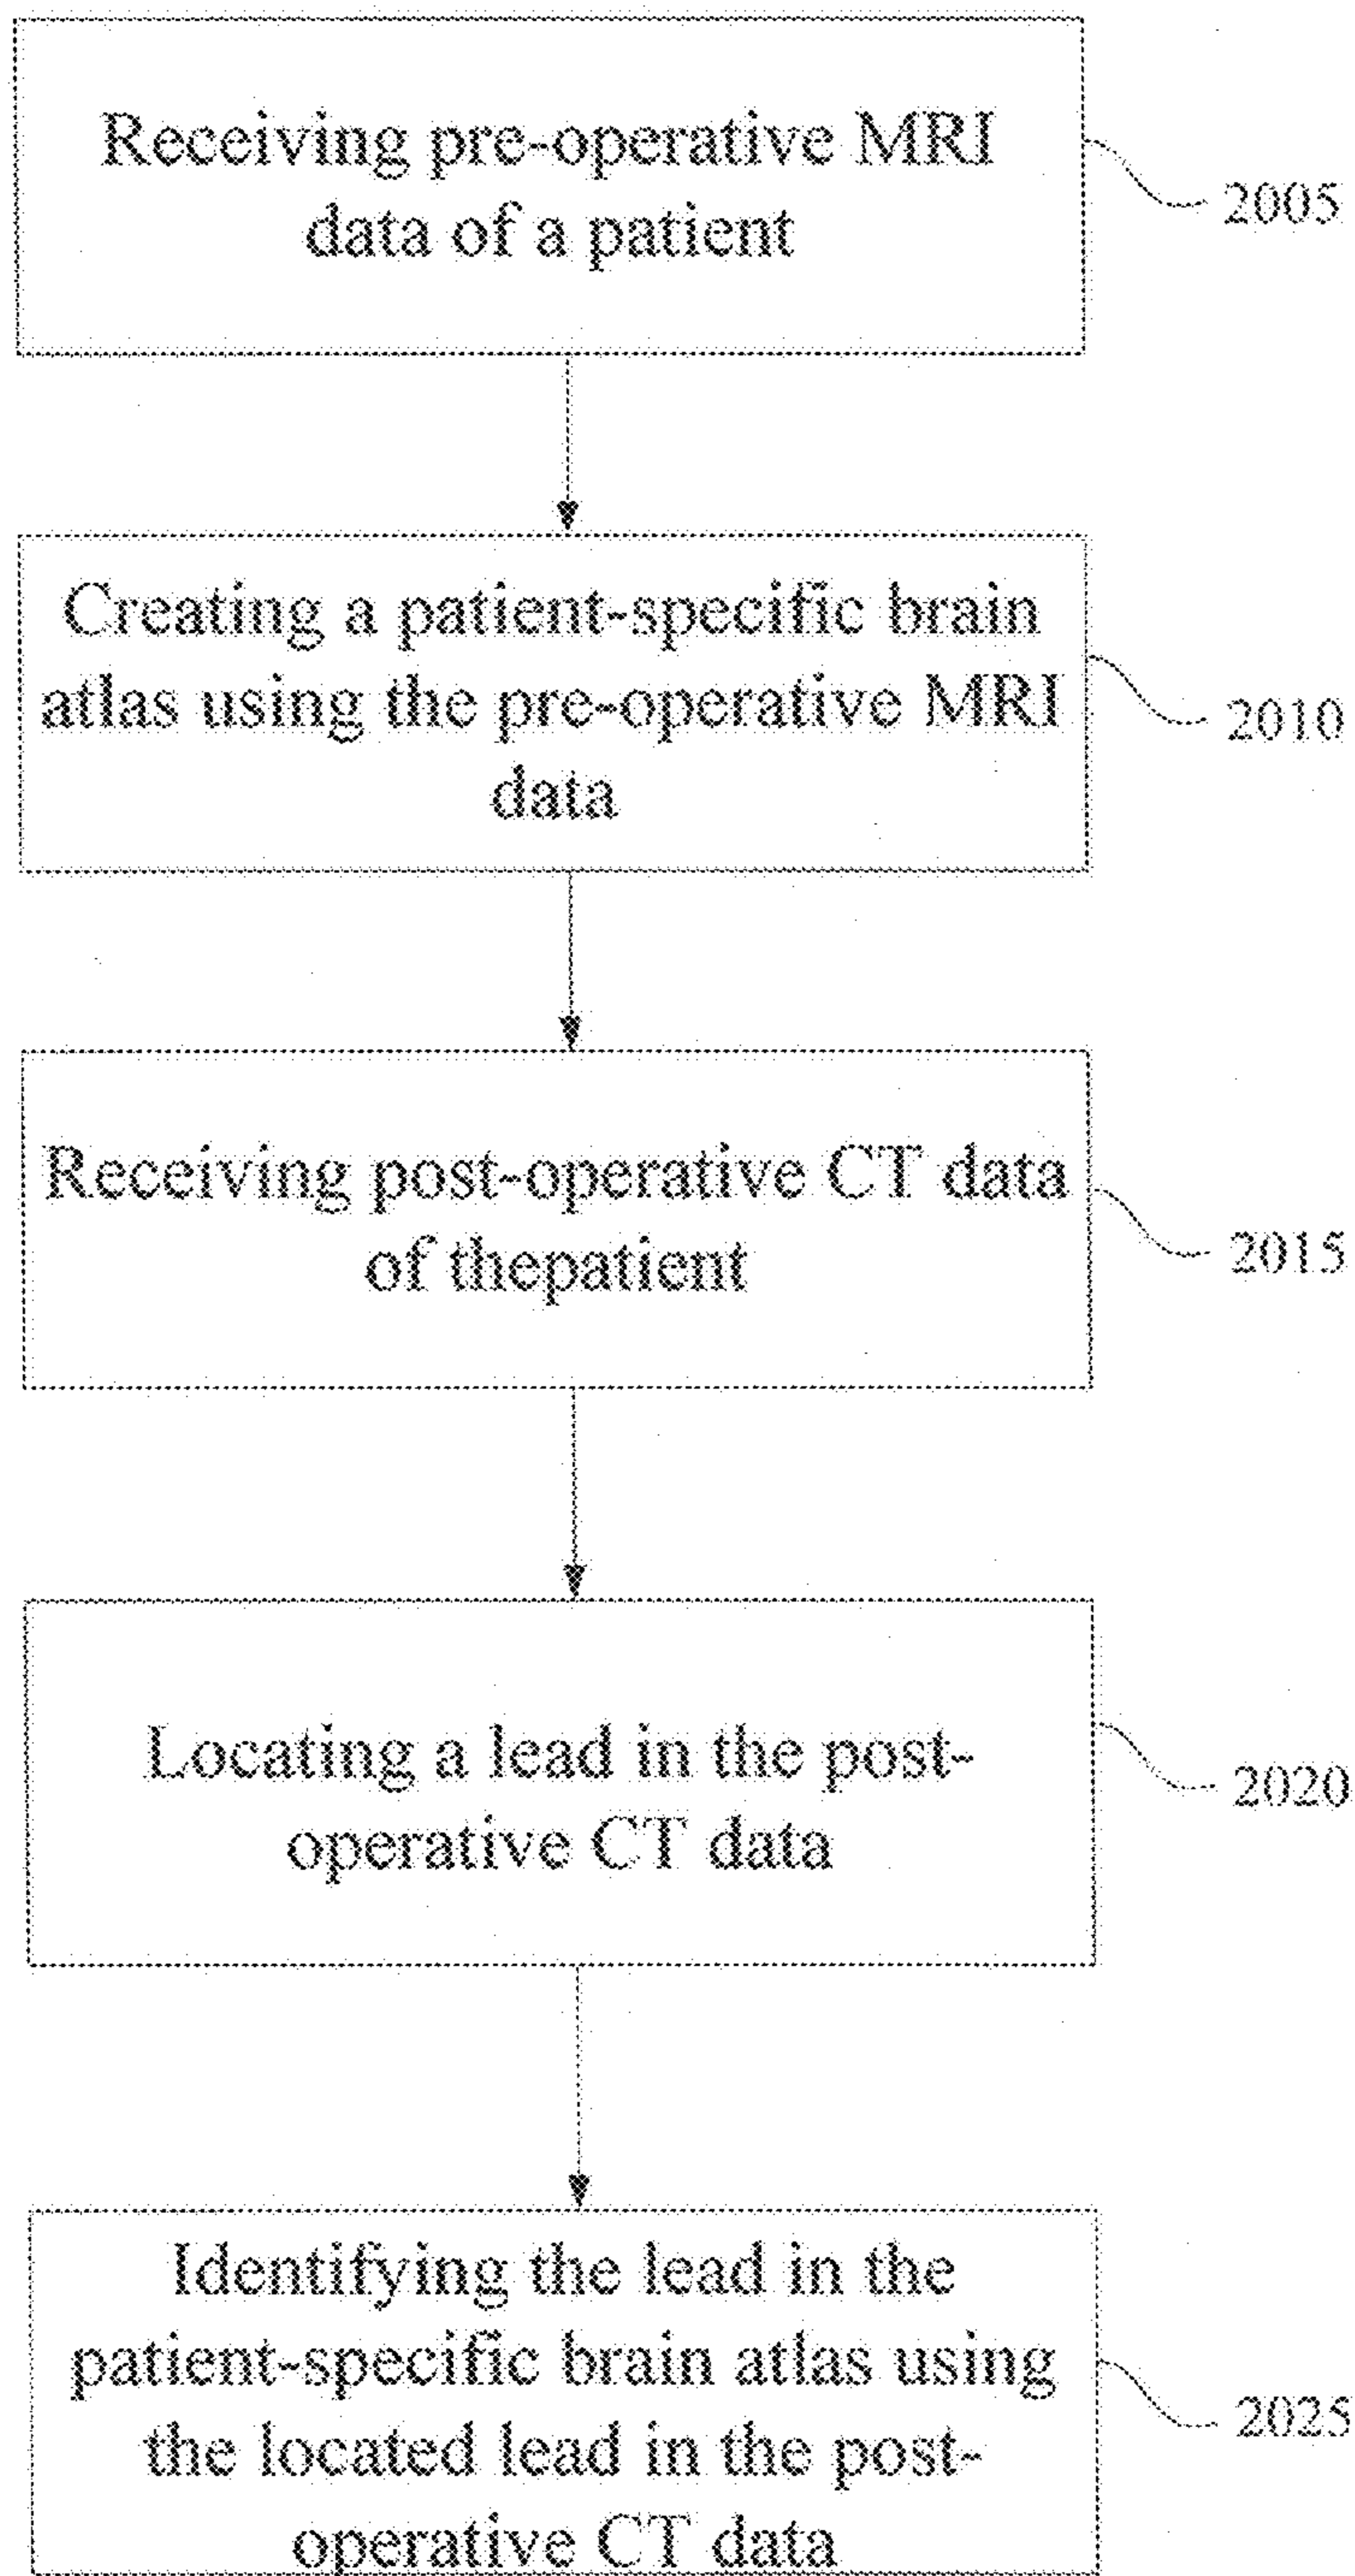 Receiving pre-operative MRI
data of a patient
2005
Creating a patient-specific brain
atlas using the pre-operative MRI
data
2010
Receiving post-operative CT data
of thepatient
2015
Locating a lead in the post-
operative CT data
2020
Identifying the lead in the
patient-specific brain atlas using
the located lead in the post-
operative CT data
2025